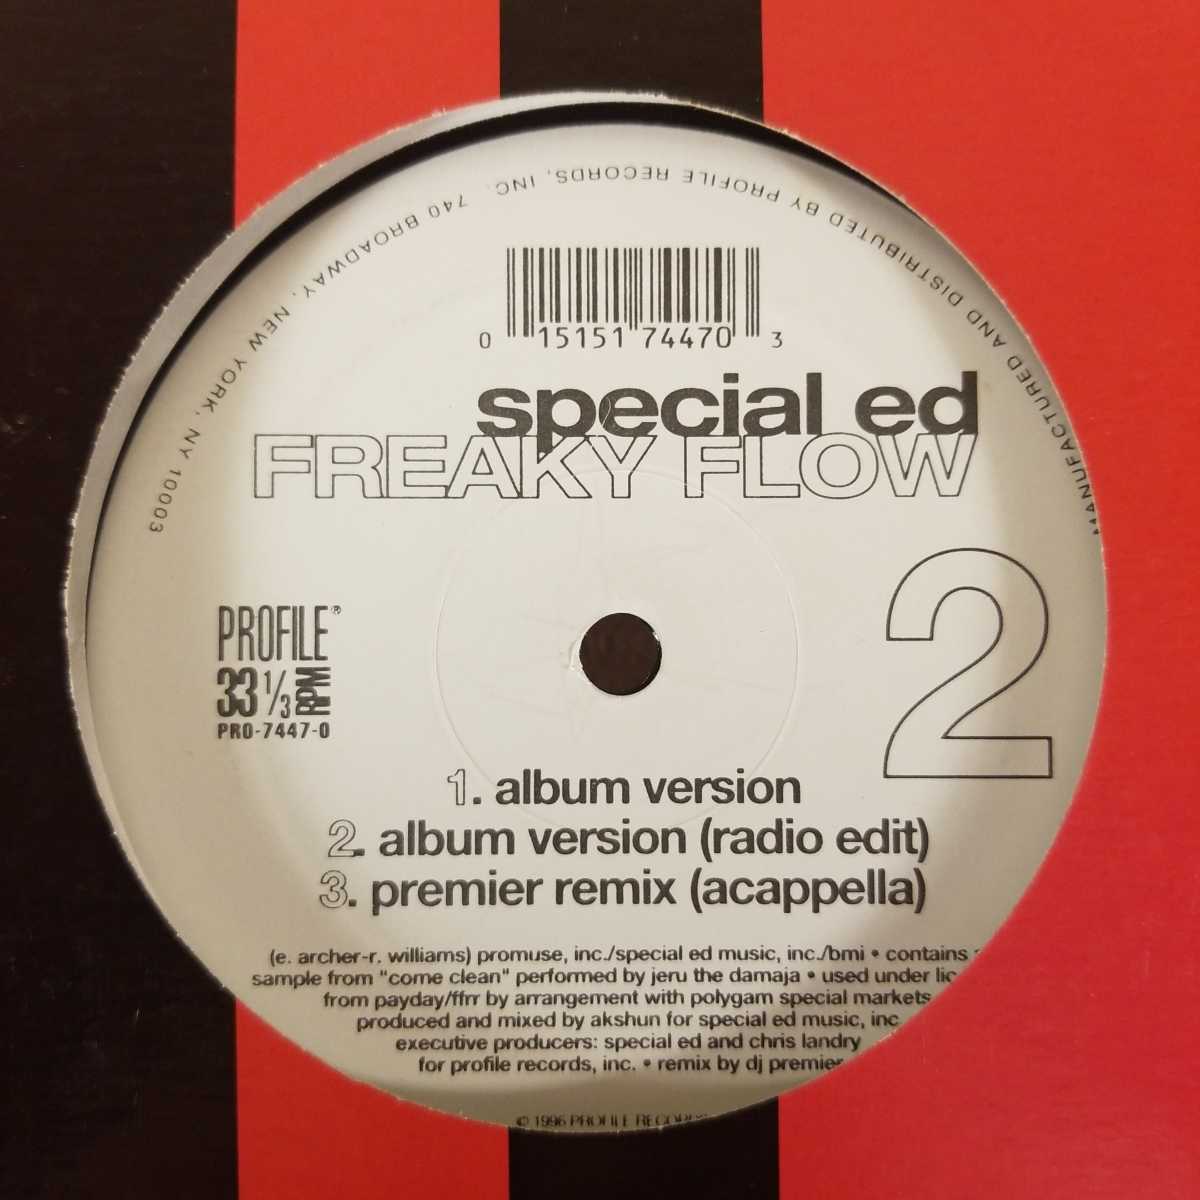 MANUFACTURED AND DISTRIBUTED BY PROFILE RECORDS, INC. 740 BROADWAY, NEW YORK, NY 10003
0 15151 74470 3
special ed
FREAKY FLOW
2
PROFILE®
33 1/3 RPM
PRO-7447-0
1. album version
2. album version (radio edit)
3. premier remix (acappella)
(e. archer-r. williams) promuse, inc./special ed music, inc./bmi • contains
sample from "come clean" performed by jeru the damaja • used under lic
from payday/ffrr by arrangement with polygam special markets
produced and mixed by akshun for special ed music, inc
executive producers: special ed and chris landry
for profile records, inc. • remix by dj premier
© 1996 PROFILE RECORDS